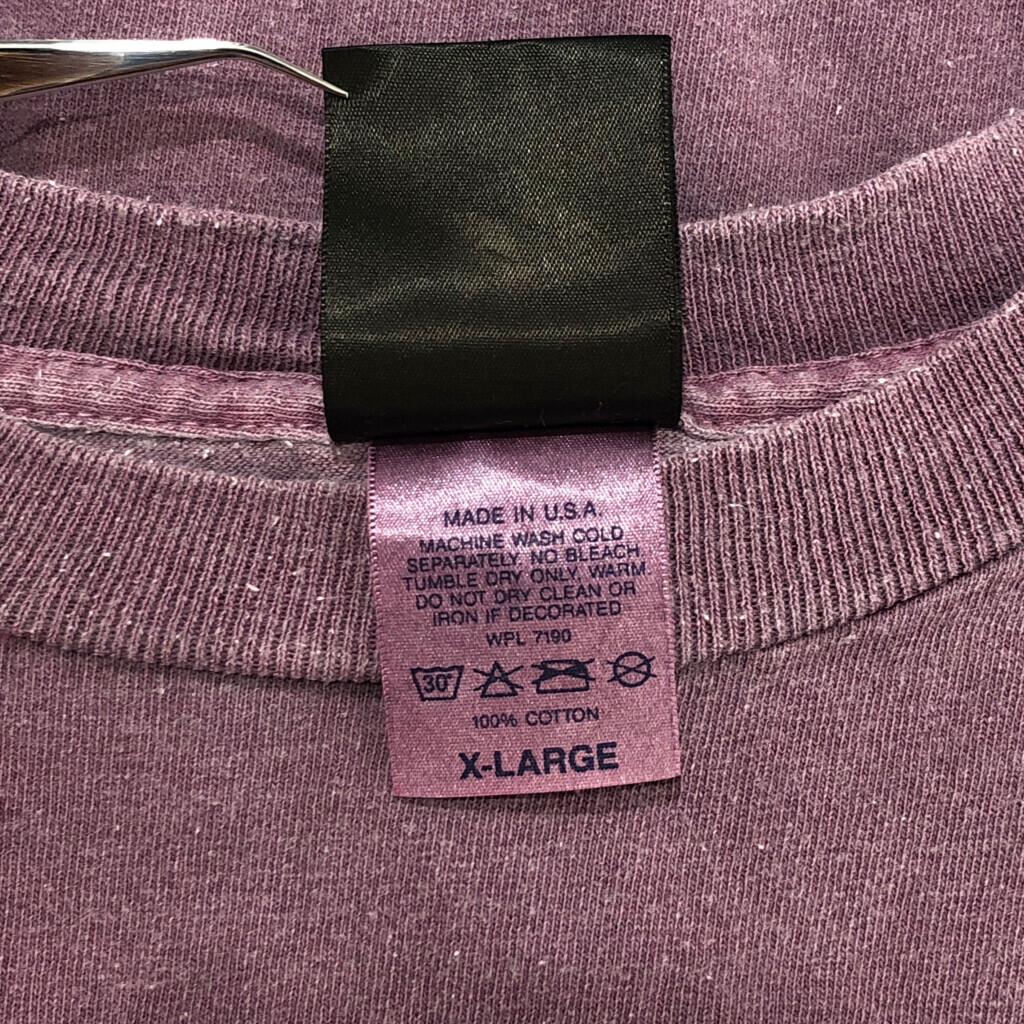 MADE IN U.S.A.
MACHINE WASH COLD
SEPARATELY, NO BLEACH,
TUMBLE DRY ONLY, WARM
DO NOT DRY CLEAN OR
IRON IF DECORATED
WPL 7190
30°
100% COTTON
X-LARGE